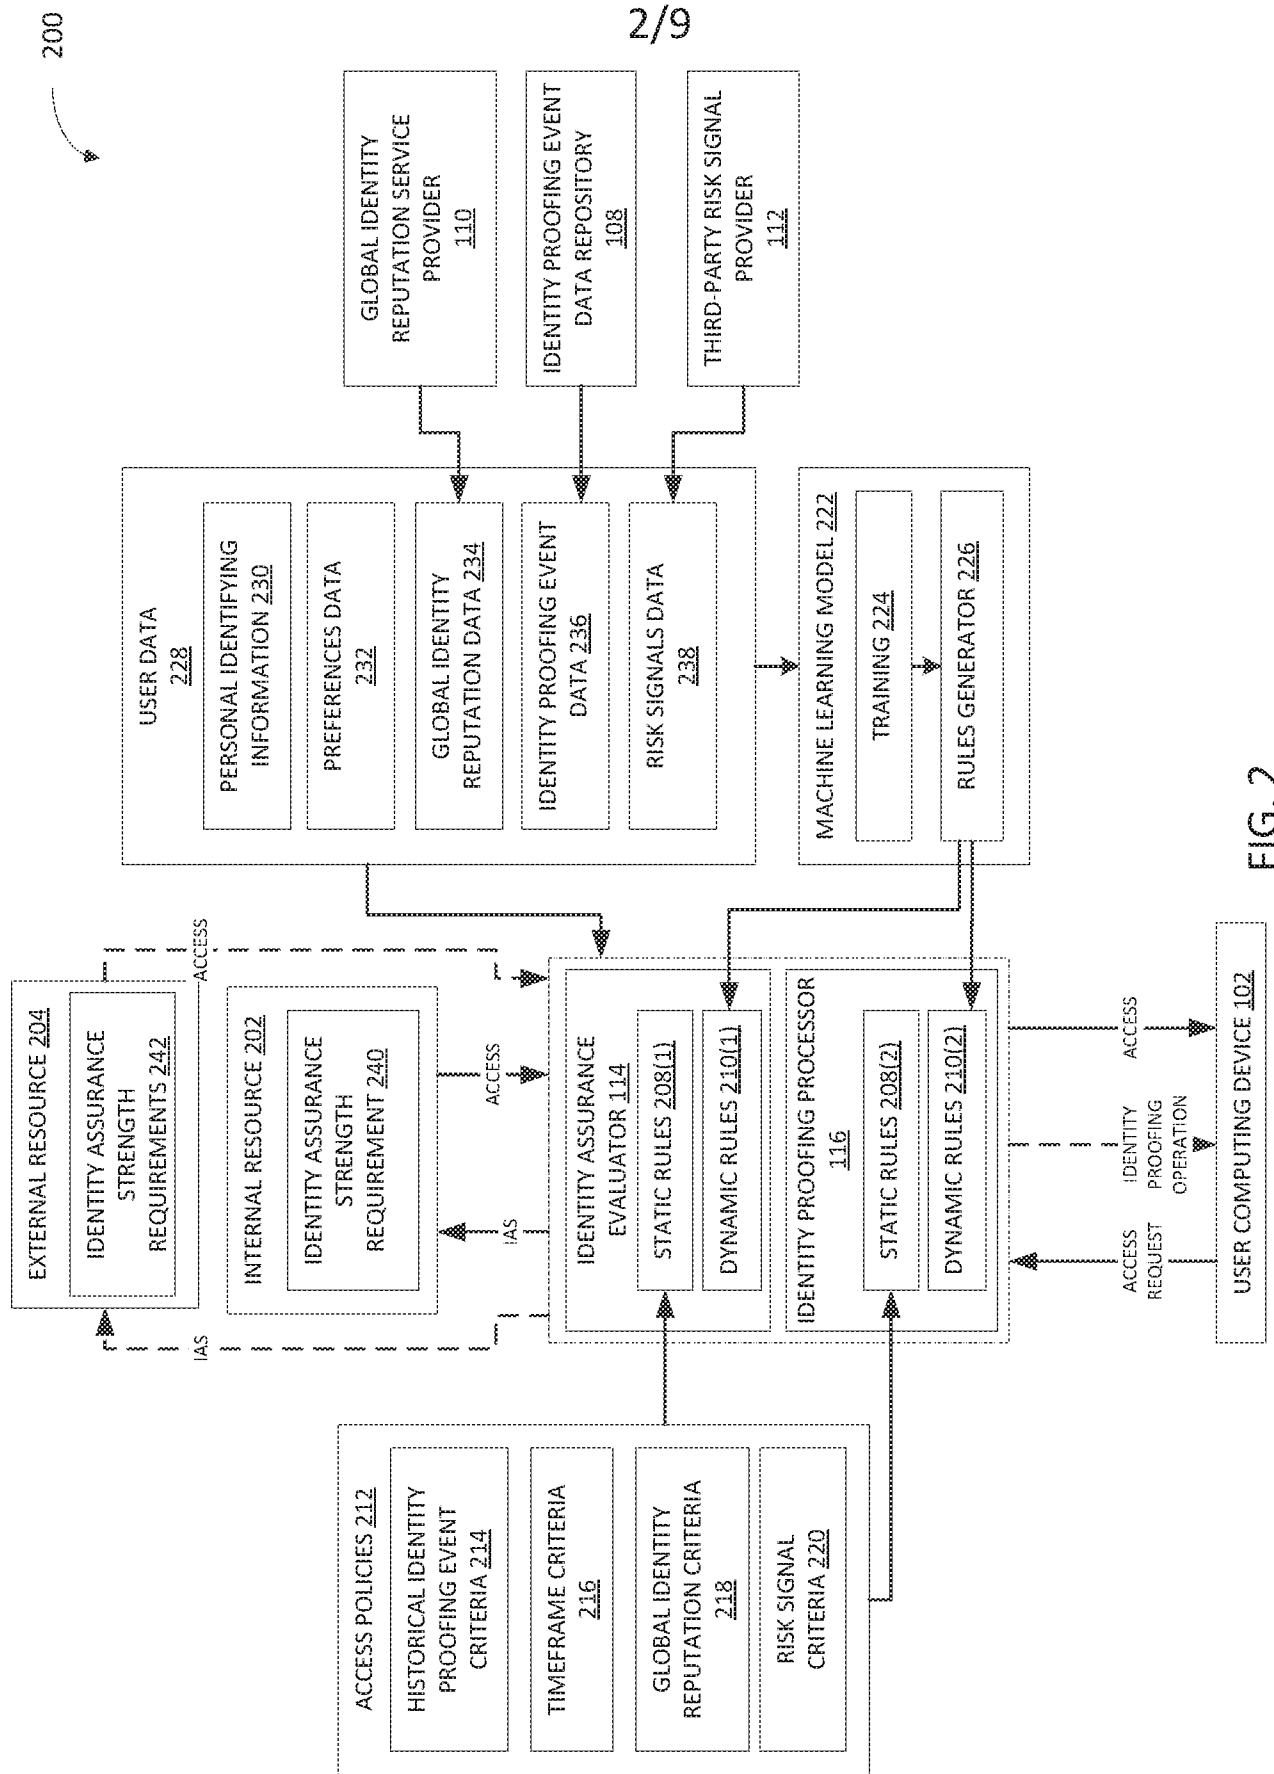 2/9
200
EXTERNAL RESOURCE 204
IDENTITY ASSURANCE
STRENGTH
REQUIREMENTS 242
INTERNAL RESOURCE 202
IDENTITY ASSURANCE
STRENGTH
REQUIREMENT 240
IAS
IAS
ACCESS
ACCESS
ACCESS POLICIES 212
HISTORICAL IDENTITY
PROOFING EVENT
CRITERIA 214
TIMEFRAME CRITERIA
216
GLOBAL IDENTITY
REPUTATION CRITERIA
218
RISK SIGNAL
CRITERIA 220
IDENTITY ASSURANCE
EVALUATOR 114
STATIC RULES 208(1)
DYNAMIC RULES 210(1)
IDENTITY PROOFING PROCESSOR
116
STATIC RULES 208(2)
DYNAMIC RULES 210(2)
USER DATA
228
PERSONAL IDENTIFYING
INFORMATION 230
PREFERENCES DATA
232
GLOBAL IDENTITY
REPUTATION DATA 234
IDENTITY PROOFING EVENT
DATA 236
RISK SIGNALS DATA
238
GLOBAL IDENTITY
REPUTATION SERVICE
PROVIDER
110
IDENTITY PROOFING EVENT
DATA REPOSITORY
108
THIRD-PARTY RISK SIGNAL
PROVIDER
112
MACHINE LEARNING MODEL 222
TRAINING 224
RULES GENERATOR 226
ACCESS
REQUEST
IDENTITY
PROOFING
OPERATION
ACCESS
USER COMPUTING DEVICE 102
FIG. 2